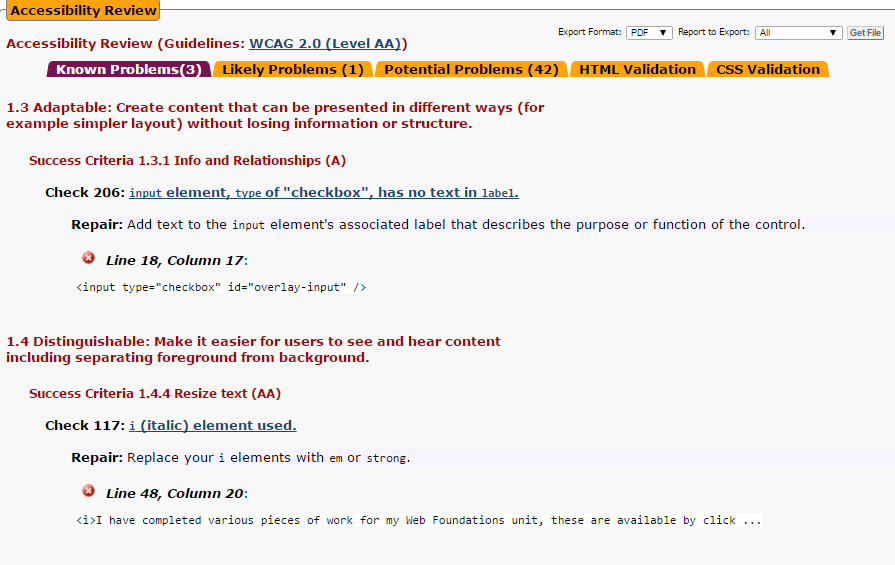 Accessibility Review
Export Format: PDF ▼ Report to Export: All ▼ Get File
Accessibility Review (Guidelines: WCAG 2.0 (Level AA))
Known Problems(3) Likely Problems (1) Potential Problems (42) HTML Validation CSS Validation
1.3 Adaptable: Create content that can be presented in different ways (for
example simpler layout) without losing information or structure.
Success Criteria 1.3.1 Info and Relationships (A)
Check 206: input element, type of "checkbox", has no text in label.
Repair: Add text to the input element's associated label that describes the purpose or function of the control.
Line 18, Column 17:
<input type="checkbox" id="overlay-input" />
1.4 Distinguishable: Make it easier for users to see and hear content
including separating foreground from background.
Success Criteria 1.4.4 Resize text (AA)
Check 117: i (italic) element used.
Repair: Replace your i elements with em or strong.
Line 48, Column 20:
<i>I have completed various pieces of work for my Web Foundations unit, these are available by click ...